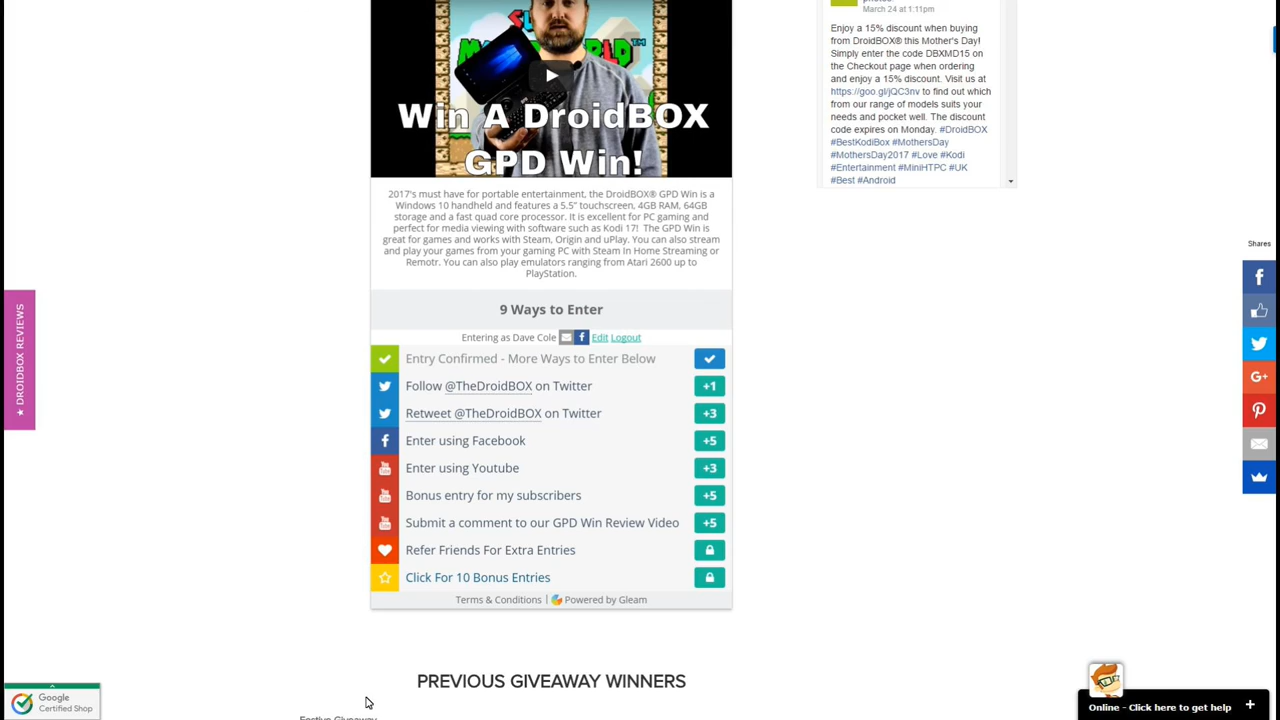 March 24 at 1:11pm
Enjoy a 15% discount when buying
from DroidBOX® this Mother's Day!
Simply enter the code DBXMD15 on
the Checkout page when ordering
and enjoy a 15% discount. Visit us at
https://goo.gl/jQC3nv to find out which
from our range of models suits your
needs and pocket well. The discount
code expires on Monday. #DroidBOX
#BestKodiBox #MothersDay
#MothersDay2017 #Love #Kodi
#Entertainment #MiniHTPC #UK
#Best #Android
Win A DroidBOX
GPD Win!
2017's must have for portable entertainment, the DroidBOX® GPD Win is a
Windows 10 handheld and features a 5.5" touchscreen, 4GB RAM, 64GB
storage and a fast quad core processor. It is excellent for PC gaming and
perfect for media viewing with software such as Kodi 17! The GPD Win is
great for games and works with Steam, Origin and uPlay. You can also stream
and play your games from your gaming PC with Steam In Home Streaming or
Remotr. You can also play emulators ranging from Atari 2600 up to
PlayStation.
9 Ways to Enter
Entering as Dave Cole Edit Logout
Entry Confirmed - More Ways to Enter Below
Follow @TheDroidBOX on Twitter +1
Retweet @TheDroidBOX on Twitter +3
Enter using Facebook +5
Enter using Youtube +3
Bonus entry for my subscribers +5
Submit a comment to our GPD Win Review Video +5
Refer Friends For Extra Entries
Click For 10 Bonus Entries
Terms & Conditions | Powered by Gleam
PREVIOUS GIVEAWAY WINNERS
Festive Giveaway
★ DROIDBOX REVIEWS
Shares
Google
Certified Shop
Online - Click here to get help +